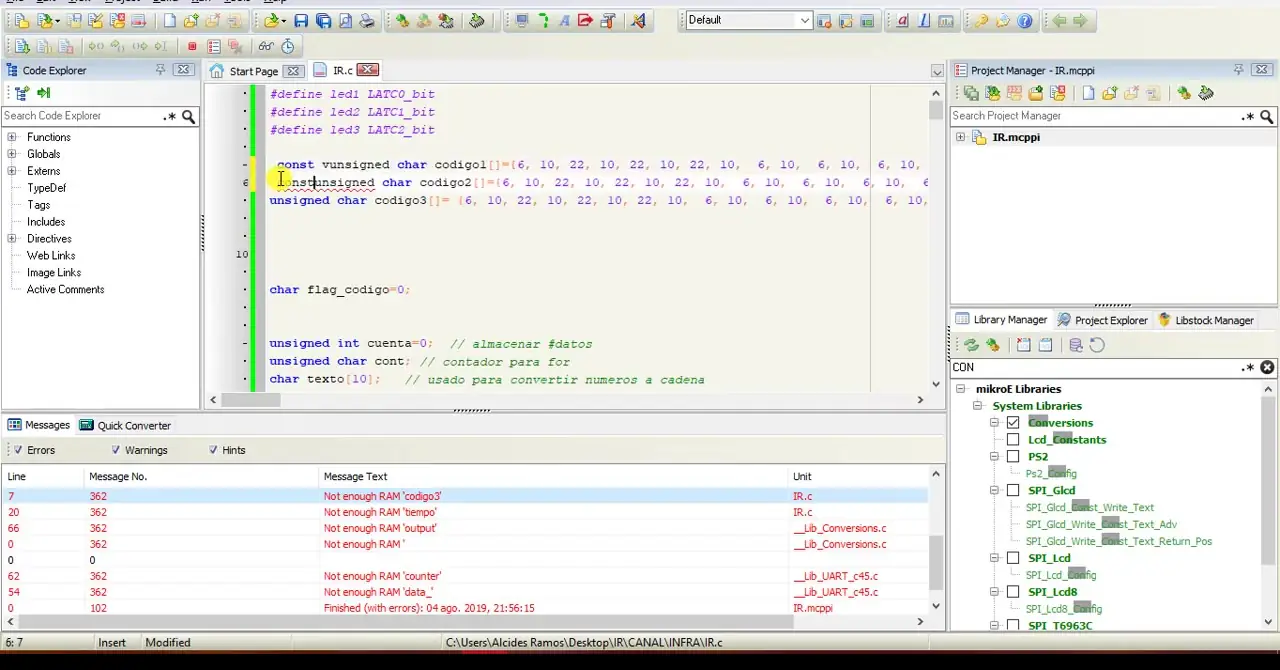 Default
Code Explorer
Start Page
IR.c
Project Manager - IR.mcppi
Search Code Explorer
.*
Functions
Globals
Externs
TypeDef
Tags
Includes
Directives
Web Links
Image Links
Active Comments
#define led1 LATC0_bit
#define led2 LATC1_bit
#define led3 LATC2_bit
const vunsigned char codigo1[]={6, 10, 22, 10, 22, 10, 22, 10, 6, 10, 6, 10, 6, 10,
6
constunsigned char codigo2[]={6, 10, 22, 10, 22, 10, 22, 10, 6, 10, 6, 10, 6, 10, 6
unsigned char codigo3[]= {6, 10, 22, 10, 22, 10, 22, 10, 6, 10, 6, 10, 6, 10,
10
char flag_codigo=0;
unsigned int cuenta=0; // almacenar #datos
unsigned char cont; // contador para for
char texto[10]; // usado para convertir numeros a cadena
Search Project Manager
.*
IR.mcppi
Library Manager
Project Explorer
Libstock Manager
CON
.*
mikroE Libraries
System Libraries
Conversions
Lcd_Constants
PS2
Ps2_Config
SPI_Glcd
SPI_Glcd_Const_Write_Text
SPI_Glcd_Write_Const_Text_Adv
SPI_Glcd_Write_Const_Text_Return_Pos
SPI_Lcd
SPI_Lcd_Config
SPI_Lcd8
SPI_Lcd8_Config
SPI_T6963C
Messages
Quick Converter
Errors
Warnings
Hints
Line Message No. Message Text Unit
7 362 Not enough RAM 'codigo3' IR.c
20 362 Not enough RAM 'tiempo' IR.c
66 362 Not enough RAM 'output' __Lib_Conversions.c
0 362 Not enough RAM ' __Lib_Conversions.c
0 0
62 362 Not enough RAM 'counter' __Lib_UART_c45.c
54 362 Not enough RAM 'data_' __Lib_UART_c45.c
0 102 Finished (with errors): 04 ago. 2019, 21:56:15 IR.mcppi
6: 7 Insert Modified C:\Users\Alcides Ramos\Desktop\IR\CANAL\INFRA\IR.c